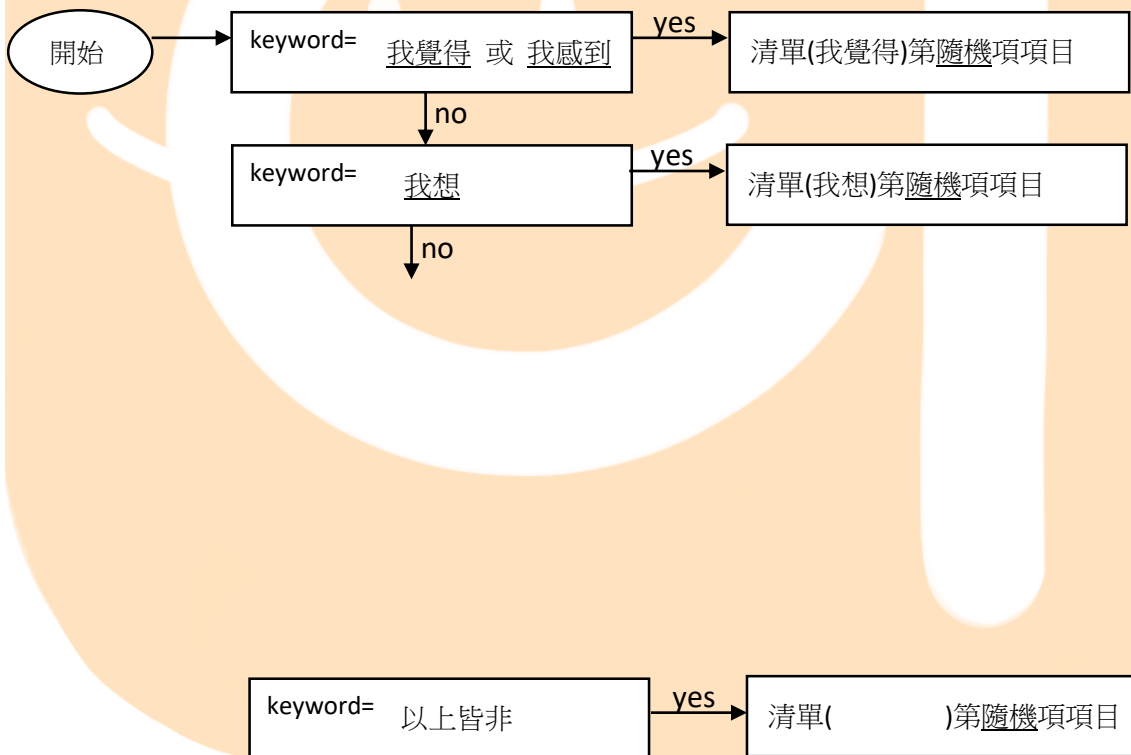 開始
keyword= 我覺得 或 我感到
yes
清單(我覺得)第隨機項項目
no
keyword= 我想
yes
清單(我想)第隨機項項目
no
keyword= 以上皆非
yes
清單( )第隨機項項目